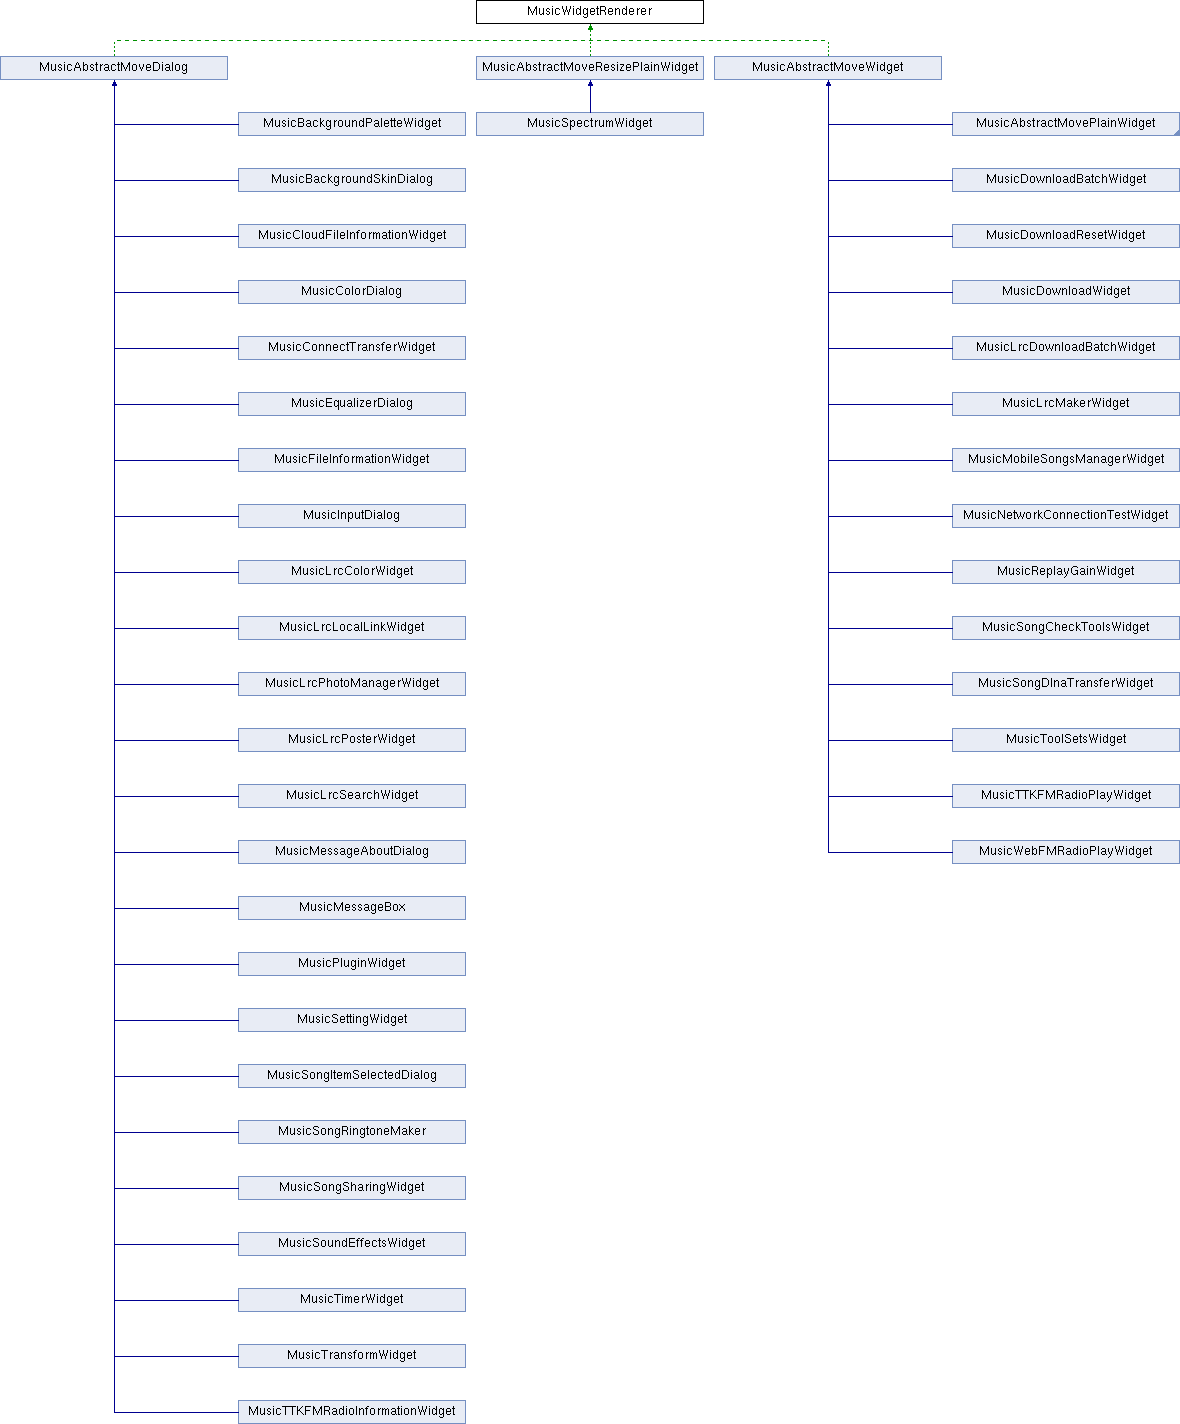 MusicWidgetRenderer
MusicAbstractMoveDialog
MusicAbstractMoveResizePlainWidget
MusicAbstractMoveWidget
MusicBackgroundPaletteWidget
MusicBackgroundSkinDialog
MusicCloudFileInformationWidget
MusicColorDialog
MusicConnectTransferWidget
MusicEqualizerDialog
MusicFileInformationWidget
MusicInputDialog
MusicLrcColorWidget
MusicLrcLocalLinkWidget
MusicLrcPhotoManagerWidget
MusicLrcPosterWidget
MusicLrcSearchWidget
MusicMessageAboutDialog
MusicMessageBox
MusicPluginWidget
MusicSettingWidget
MusicSongItemSelectedDialog
MusicSongRingtoneMaker
MusicSongSharingWidget
MusicSoundEffectsWidget
MusicTimerWidget
MusicTransformWidget
MusicTTKFMRadioInformationWidget
MusicSpectrumWidget
MusicAbstractMovePlainWidget
MusicDownloadBatchWidget
MusicDownloadResetWidget
MusicDownloadWidget
MusicLrcDownloadBatchWidget
MusicLrcMakerWidget
MusicMobileSongsManagerWidget
MusicNetworkConnectionTestWidget
MusicReplayGainWidget
MusicSongCheckToolsWidget
MusicSongDlnaTransferWidget
MusicToolSetsWidget
MusicTTKFMRadioPlayWidget
MusicWebFMRadioPlayWidget